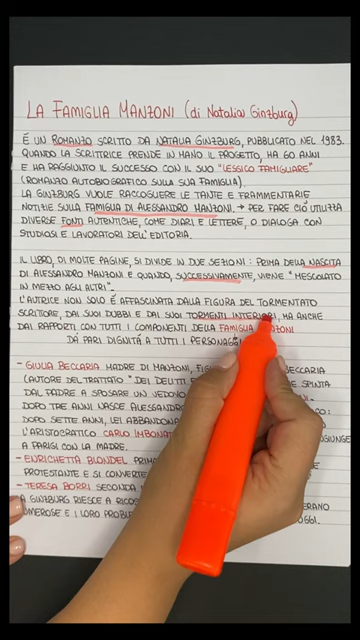 LA FAMIGLIA MANZONI (di Natalia Ginzburg)
É UN ROMANZO SCRITTO DA NATALIA GINZBURG, PUBBLICATO NEL 1983.
QUANDO LA SCRITTRICE PRENDE IN MANO IL PROGETTO, HA 60 ANNI
E HA RAGGIUNTO IL SUCCESSO CON IL SUO "LESSICO FAMIGLIARE"
(ROMANZO AUTOBIOGRAFICO SULLA SUA FAMIGLIA).
LA GINZBURG VUOLE RACCOGLIERE LE TANTE E FRAMMENTARIE
NOTIZIE SULLA FAMIGLIA DI ALESSANDRO MANZONI. → PER FARE CIÒ UTILIZZA
DIVERSE FONTI AUTENTICHE, COME DIARI E LETTERE, O DIALOGA CON
STUDIOSI E LAVORATORI DELL'EDITORIA.
IL LIBRO, DI MOLTE PAGINE, SI DIVIDE IN DUE SEZIONI: PRIMA DELLA NASCITA
DI ALESSANDRO MANZONI E QUANDO, SUCCESSIVAMENTE, VIENE "MESCOLATO
IN MEZZO AGLI ALTRI".
L'AUTRICE NON SOLO É AFFASCINATA DALLA FIGURA DEL TORMENTATO
SCRITTORE, DAI SUOI DUBBI E DAI SUOI TORMENTI INTERIORI, MA ANCHE
DAI RAPPORTI CON TUTTI I COMPONENTI DELLA FAMIGLIA MANZONI
DÁ PARI DIGNITÀ A TUTTI I PERSONAGGI
- GIULIA BECCARIA MADRE DI MANZONI, BECCARIA
(AUTORE DEL TRATTATO "DEI DELITTI E SPINTA
DAL PADRE A SPOSARE UN VEDOVO
DOPO TRE ANNI NASCE ALESSANDRO
DOPO SETTE ANNI, LEI ABBANDONA
L'ARISTOCRATICO CARLO IMBONATI
A PARIGI CON LA MADRE.
- ENRICHETTA BLONDEL
PROTESTANTE E SI CONVERTE
- TERESA BORRI SECONDA
A GINZBURG RIESCE A
E I LORO OGGI.